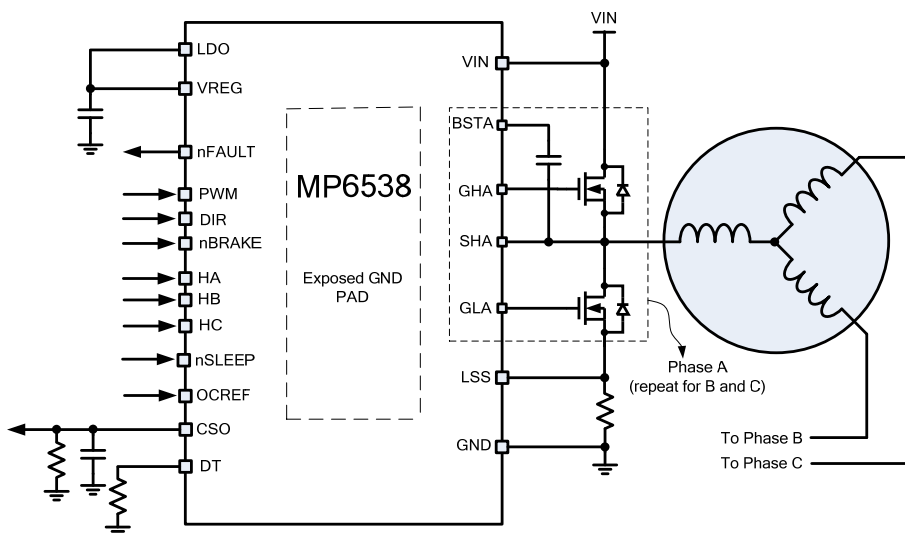 LDO
VREG
nFAULT
PWM
DIR
nBRAKE
HA
HB
HC
nSLEEP
OCREF
CSO
DT
MP6538
Exposed GND
PAD
VIN
BSTA
GHA
SHA
GLA
LSS
GND
VIN
Phase A
(repeat for B and C)
To Phase B
To Phase C